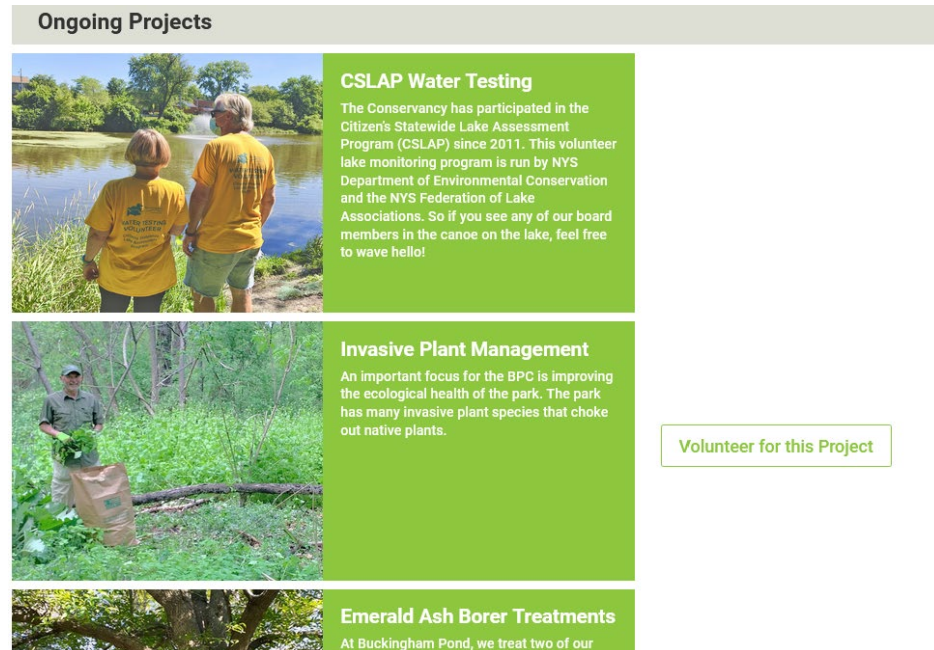 Ongoing Projects
CSLAP Water Testing
The Conservancy has participated in the
Citizen's Statewide Lake Assessment
Program (CSLAP) since 2011. This volunteer
lake monitoring program is run by NYS
Department of Environmental Conservation
and the NYS Federation of Lake
Associations. So if you see any of our board
members in the canoe on the lake, feel free
to wave hello!
WATER TESTING
VOLUNTEER
Invasive Plant Management
An important focus for the BPC is improving
the ecological health of the park. The park
has many invasive plant species that choke
out native plants.
Volunteer for this Project
Emerald Ash Borer Treatments
At Buckingham Pond, we treat two of our